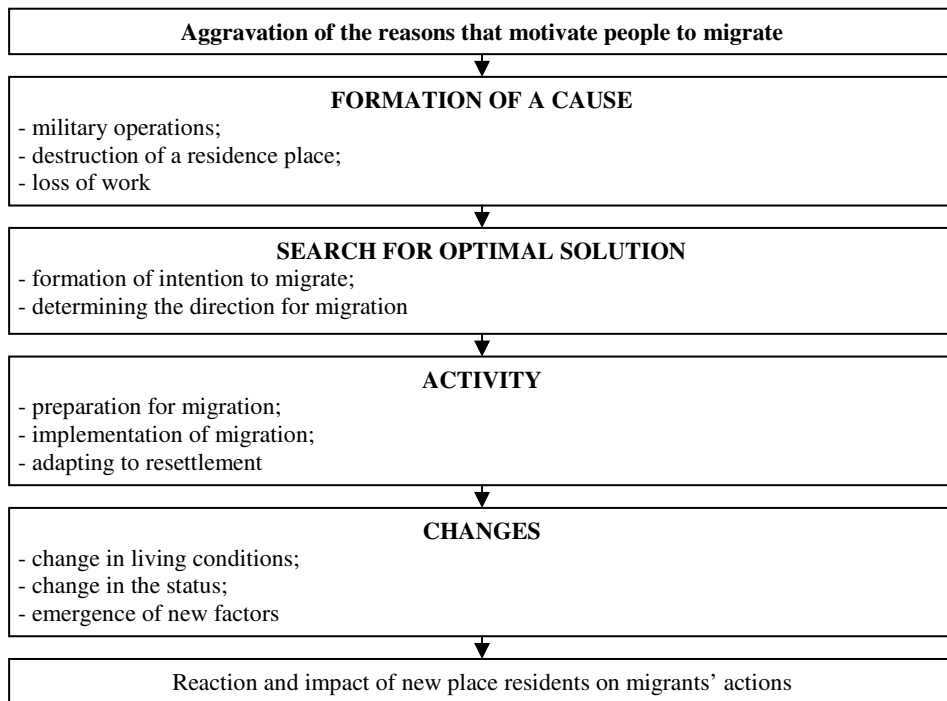 Aggravation of the reasons that motivate people to migrate
FORMATION OF A CAUSE
- military operations;
- destruction of a residence place;
- loss of work
SEARCH FOR OPTIMAL SOLUTION
- formation of intention to migrate;
- determining the direction for migration
ACTIVITY
- preparation for migration;
- implementation of migration;
- adapting to resettlement
CHANGES
- change in living conditions;
- change in the status;
- emergence of new factors
Reaction and impact of new place residents on migrants’ actions